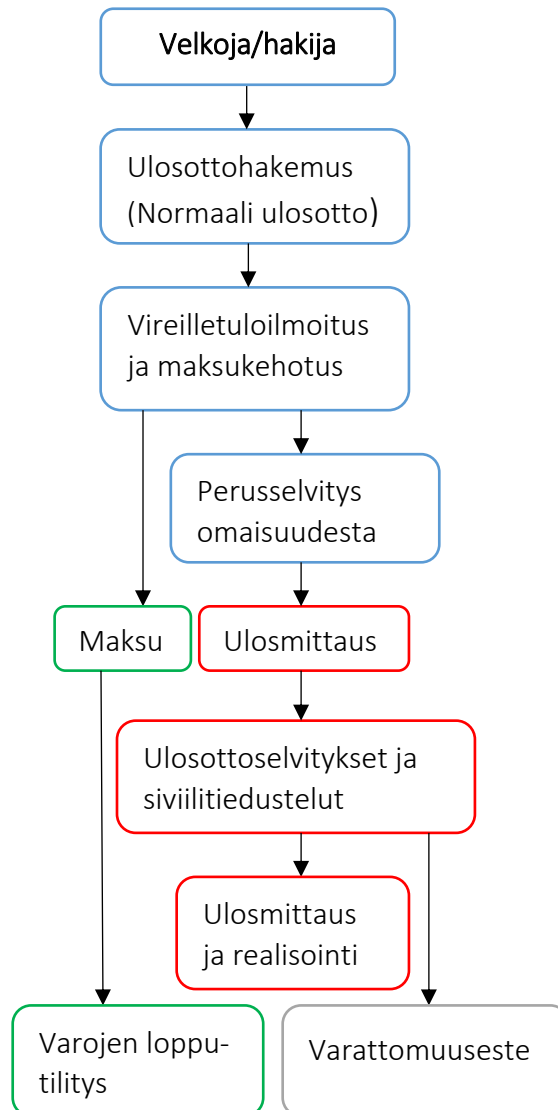 Velkoja/hakija
Ulosottohakemus
(Normaali ulosotto)
Vireilletuloilmoitus
ja maksukehotus
Perusselvitys
omaisuudesta
Maksu
Ulosmittaus
Ulosottoselvitykset ja
siviilitiedustelut
Ulosmittaus
ja realisointi
Varojen loppu-
tilitys
Varattomuuseste